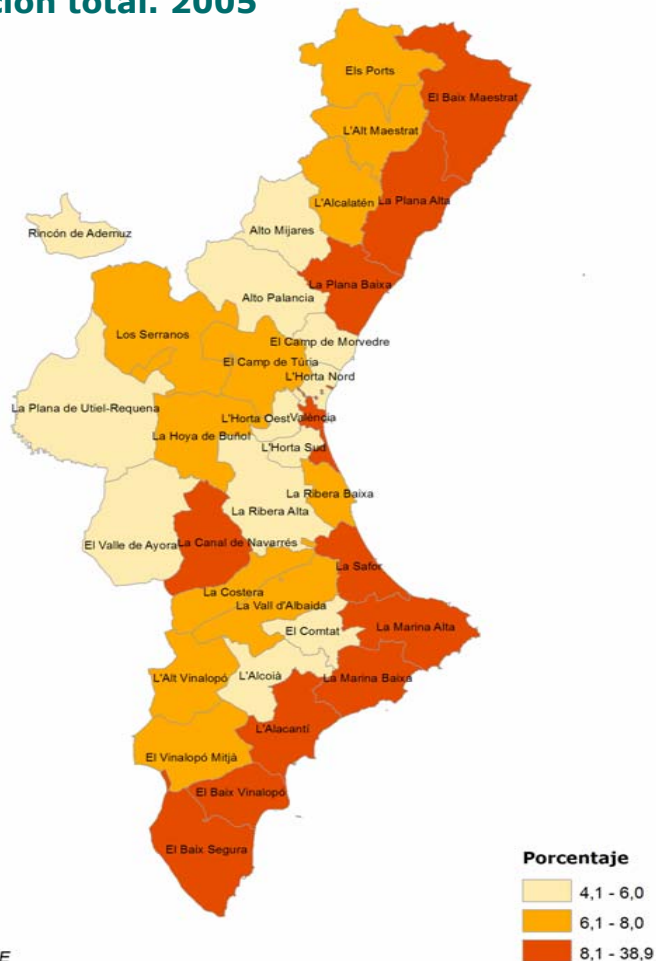 ción total. 2005
Els Ports
El Baix Maestrat
L'Alt Maestrat
L'Alcalatén
La Plana Alta
Rincón de Ademuz
Alto Mijares
La Plana Baixa
Alto Palancia
Los Serranos
El Camp de Morvedre
El Camp de Túria
L'Horta Nord
La Plana de Utiel-Requena
L'Horta Oest
València
La Hoya de Buñol
L'Horta Sud
La Ribera Baixa
La Ribera Alta
El Valle de Ayora
La Canal de Navarrés
La Safor
La Costera
La Vall d'Albaida
El Comtat
La Marina Alta
L'Alt Vinalopó
L'Alcoià
La Marina Baixa
L'Alacantí
El Vinalopó Mitjà
El Baix Vinalopó
El Baix Segura
Porcentaje
4,1 - 6,0
6,1 - 8,0
8,1 - 38,9